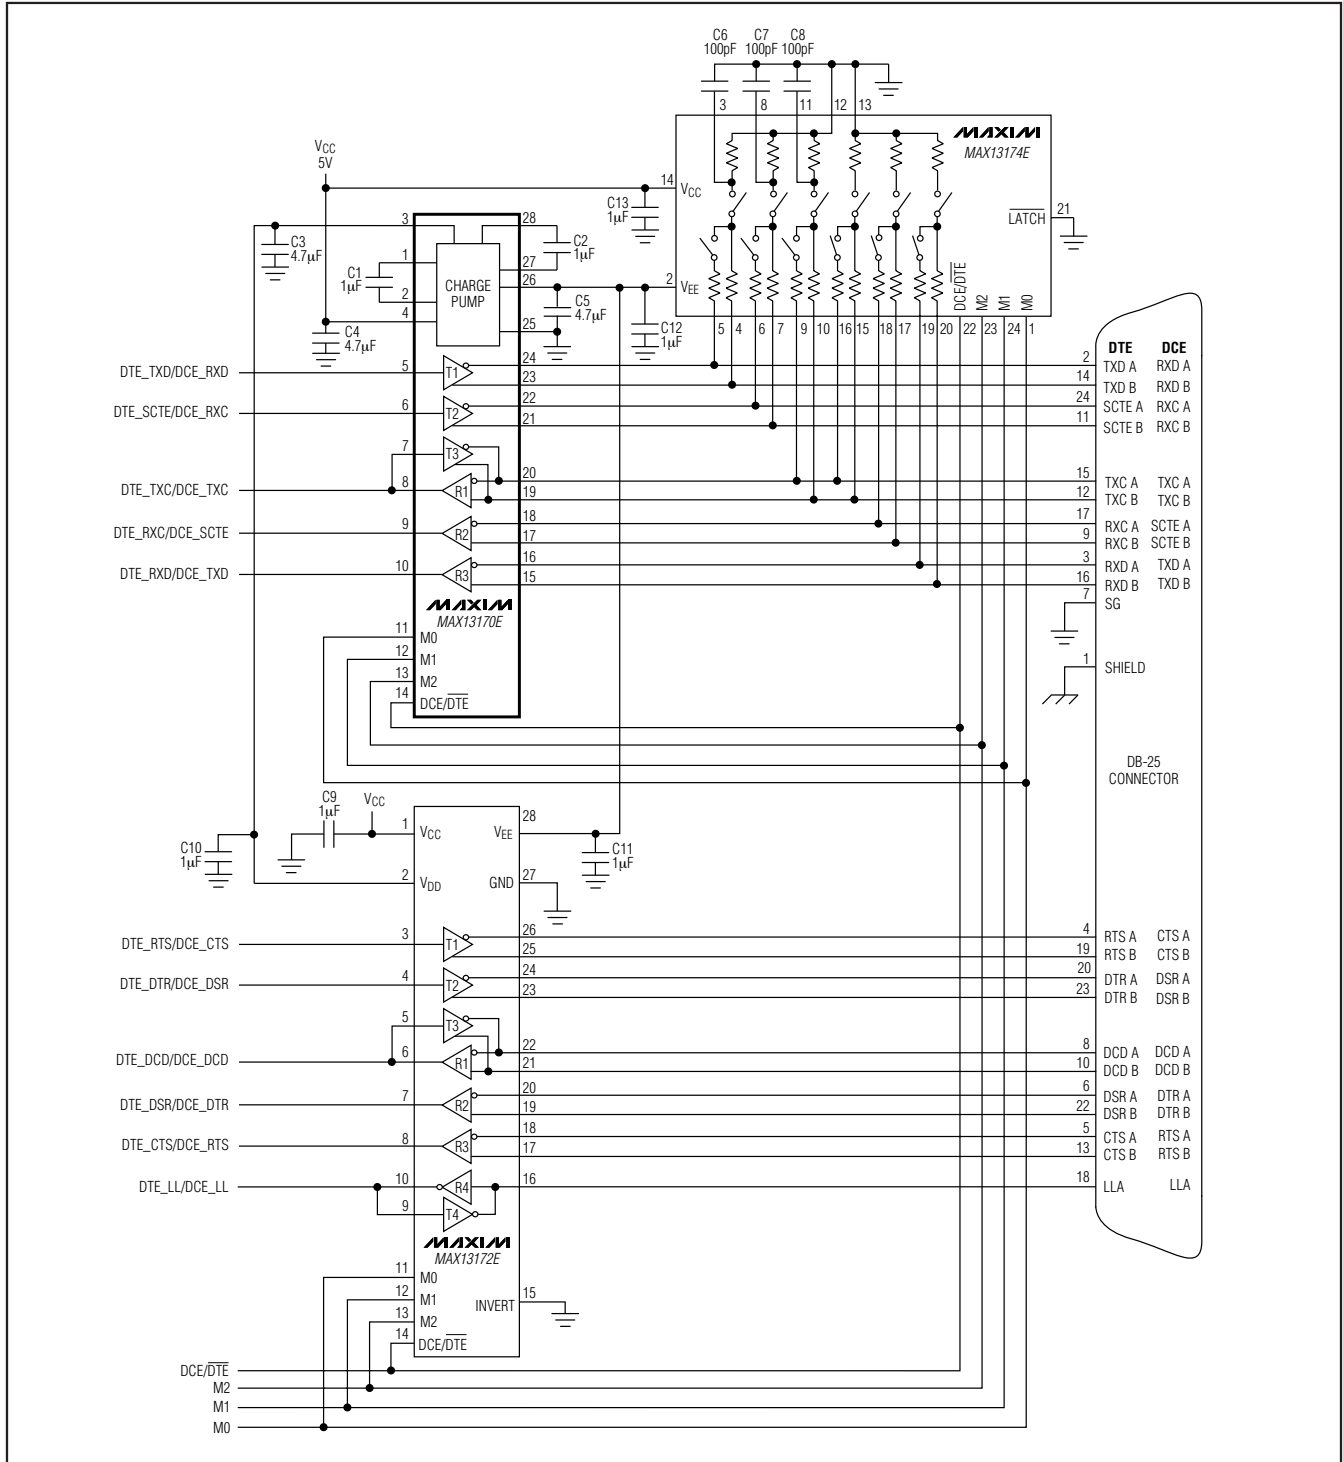 C6 C7 C8
100pF 100pF 100pF
3 8 11 12 13
MAXIM
MAX13174E
VCC
5V
14 VCC
C13
1µF
LATCH 21
3
28
C3
4.7µF
C2
1µF
1
C1
1µF
2
CHARGE
PUMP
27
26
2 VEE
DCE/DTE M2 M1 M0
4
C4
4.7µF
25
C5
4.7µF
C12
1µF
5 4 6 7 9 10 16 15 18 17 19 20 22 23 24 1
DTE DCE
DTE_TXD/DCE_RXD 5 T1 24 2 TXD A RXD A
23 14 TXD B RXD B
DTE_SCTE/DCE_RXC 6 T2 22 24 SCTE A RXC A
21 11 SCTE B RXC B
7 T3
DTE_TXC/DCE_TXC 8 R1 20 15 TXC A TXC A
19 12 TXC B TXC B
DTE_RXC/DCE_SCTE 9 R2 18 17 RXC A SCTE A
17 9 RXC B SCTE B
DTE_RXD/DCE_TXD 10 R3 16 3 RXD A TXD A
15 16 RXD B TXD B
7 SG
MAXIM
MAX13170E
11 M0
12 M1
13 M2
14 DCE/DTE
1 SHIELD
DB-25
CONNECTOR
C9
1µF
VCC
1 VCC VEE 28
C10
1µF
C11
1µF
2 VDD GND 27
DTE_RTS/DCE_CTS 3 T1 26 4 RTS A CTS A
25 19 RTS B CTS B
DTE_DTR/DCE_DSR 4 T2 24 20 DTR A DSR A
23 23 DTR B DSR B
5 T3
DTE_DCD/DCE_DCD 6 R1 22 8 DCD A DCD A
21 10 DCD B DCD B
DTE_DSR/DCE_DTR 7 R2 20 6 DSR A DTR A
19 22 DSR B DTR B
DTE_CTS/DCE_RTS 8 R3 18 5 CTS A RTS A
17 13 CTS B RTS B
DTE_LL/DCE_LL 10 R4 16 18 LLA LLA
9 T4
MAXIM
MAX13172E
11 M0
12 M1
13 M2
14 DCE/DTE
INVERT 15
DCE/DTE
M2
M1
M0